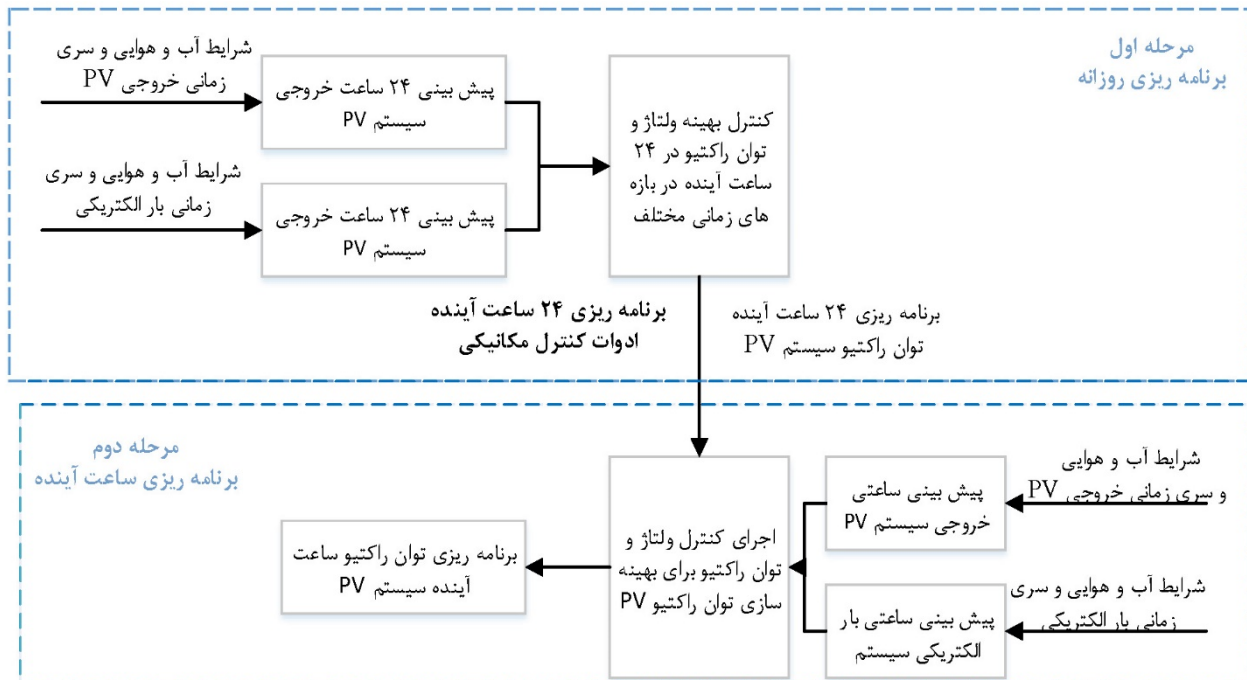 مرحله اول
برنامه ریزی روزانه
شرایط آب و هوایی و سری
زمانی خروجی PV
پیش بینی ۲۴ ساعت خروجی
سیستم PV
شرایط آب و هوایی و سری
زمانی بار الکتریکی
پیش بینی ۲۴ ساعت خروجی
سیستم PV
کنترل بهینه ولتاژ و
توان راکتیو در ۲۴
ساعت آینده در بازه
های زمانی مختلف
برنامه ریزی ۲۴ ساعت آینده
ادوات کنترل مکانیکی
برنامه ریزی ۲۴ ساعت آینده
توان راکتیو سیستم PV
مرحله دوم
برنامه ریزی ساعت آینده
شرایط آب و هوایی
و سری زمانی خروجی PV
پیش بینی ساعتی
خروجی سیستم PV
شرایط آب و هوایی و سری
زمانی بار الکتریکی
پیش بینی ساعتی بار
الکتریکی سیستم
اجرای کنترل ولتاژ و
توان راکتیو برای بهینه
سازی توان راکتیو PV
برنامه ریزی توان راکتیو ساعت
آینده سیستم PV